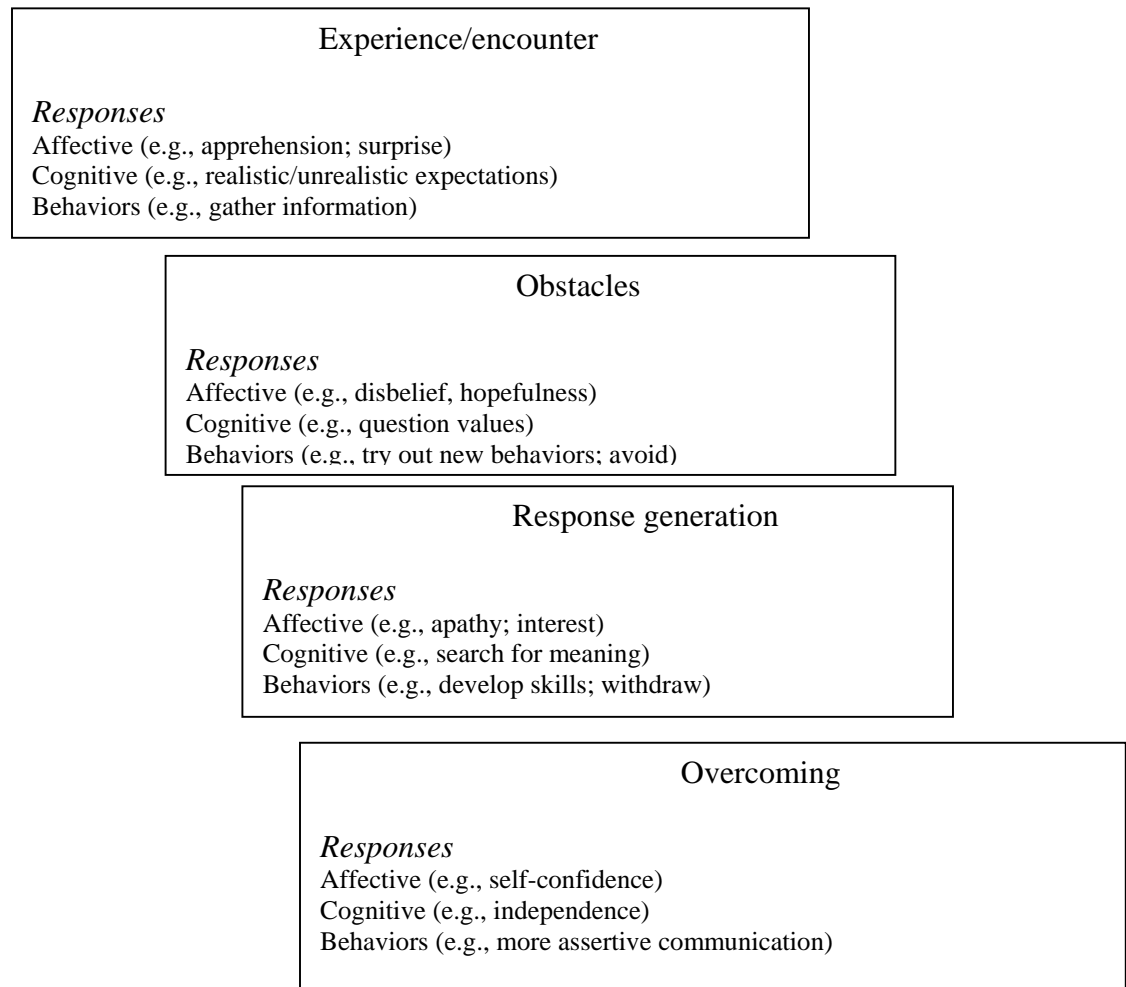 Experience/encounter
Responses
Affective (e.g., apprehension; surprise)
Cognitive (e.g., realistic/unrealistic expectations)
Behaviors (e.g., gather information)
Obstacles
Responses
Affective (e.g., disbelief, hopefulness)
Cognitive (e.g., question values)
Behaviors (e.g., try out new behaviors; avoid)
Response generation
Responses
Affective (e.g., apathy; interest)
Cognitive (e.g., search for meaning)
Behaviors (e.g., develop skills; withdraw)
Overcoming
Responses
Affective (e.g., self-confidence)
Cognitive (e.g., independence)
Behaviors (e.g., more assertive communication)